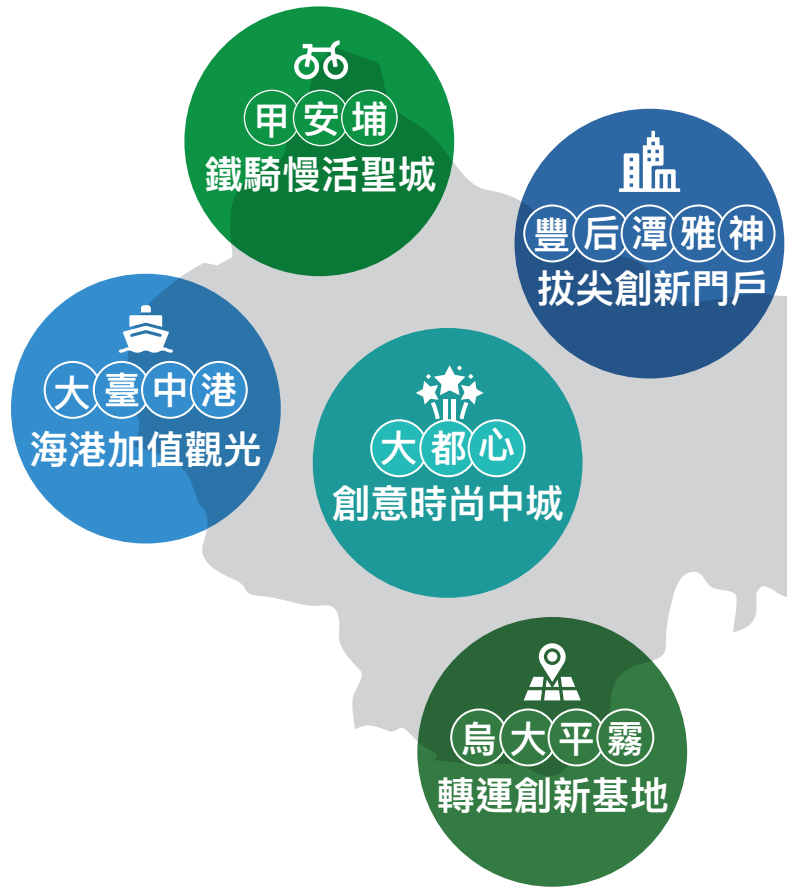 甲安埔
鐵騎慢活聖城
豐后潭雅神
拔尖創新門戶
大臺中港
海港加值觀光
大都心
創意時尚中城
烏大平霧
轉運創新基地